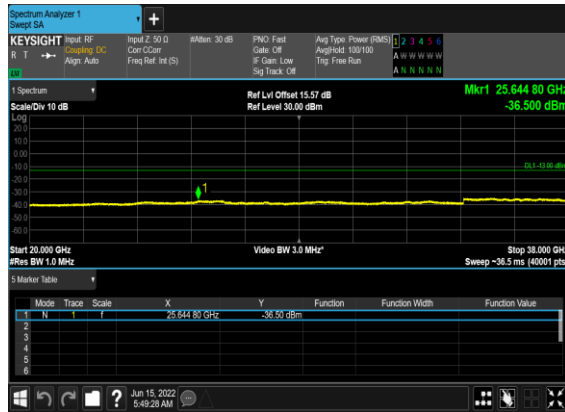 Spectrum Analyzer 1
Swept SA
+
KEYSIGHT Input: RF Input Z: 50 Ω #Atten: 30 dB PNO: Fast Avg Type: Power (RMS) 1 2 3 4 5 6
R T Coupling: DC Corr CCorr Gate: Off Avg|Hold: 100/100 A W W W W W
Align: Auto Freq Ref: Int (S) IF Gain: Low Trig: Free Run
LU Sig Track: Off A N N N N N
1 Spectrum Ref Lvl Offset 15.57 dB Mkr1 25.644 80 GHz
Scale/Div 10 dB Ref Level 30.00 dBm -36.500 dBm
Log
20.0
10.0
0.00
-10.0 DL1 -13.00 dBm
-20.0
-30.0 1
-40.0
-50.0
-60.0
Start 20.000 GHz Video BW 3.0 MHz* Stop 38.000 GHz
#Res BW 1.0 MHz Sweep ~36.5 ms (40001 pts)
5 Marker Table
Mode Trace Scale X Y Function Function Width Function Value
1 N 1 f 25.644 80 GHz -36.50 dBm
2
3
4
5
6
? Jun 15, 2022
5:49:28 AM